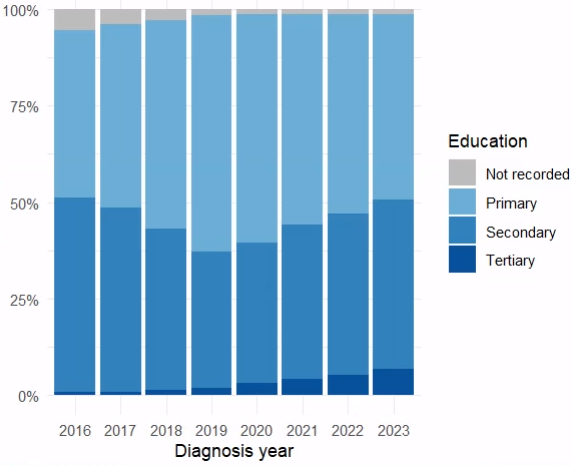 100%
75%
50%
25%
0%
2016 2017 2018 2019 2020 2021 2022 2023
Diagnosis year
Education
Not recorded
Primary
Secondary
Tertiary